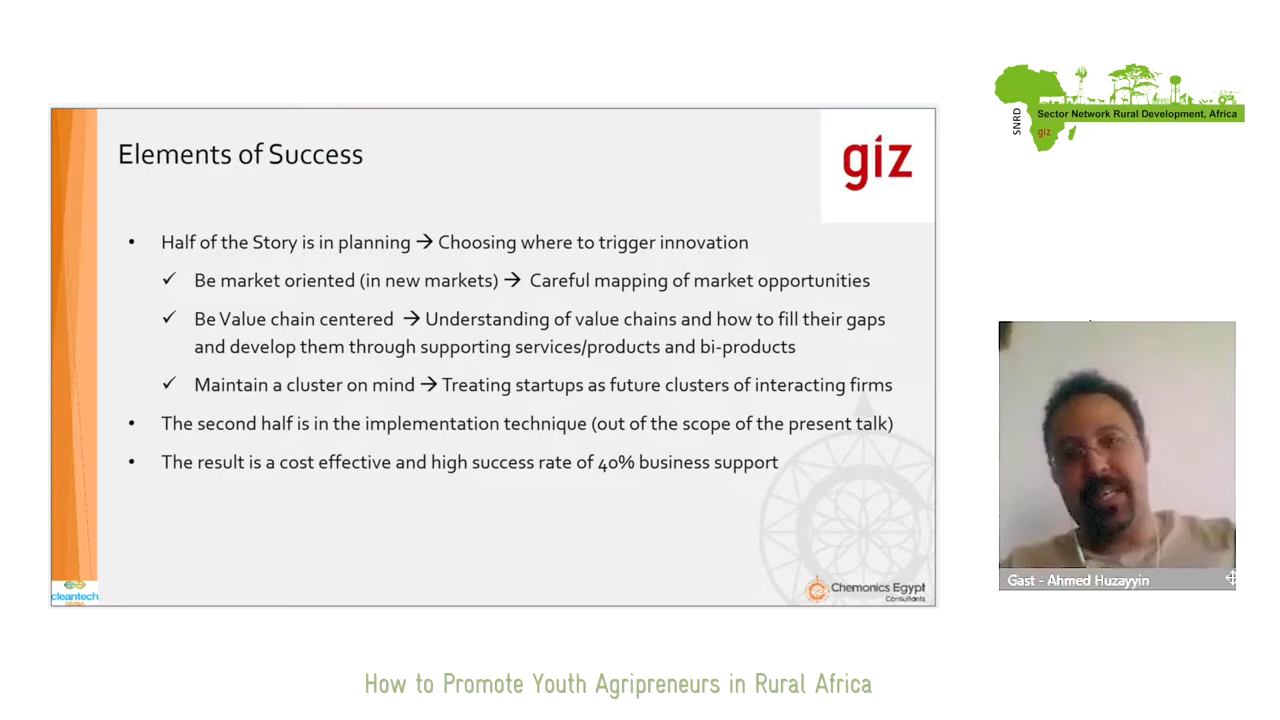 SNRD
Sector Network Rural Development, Africa
giz
Elements of Success
giz
• Half of the Story is in planning → Choosing where to trigger innovation
✓ Be market oriented (in new markets) → Careful mapping of market opportunities
✓ Be Value chain centered → Understanding of value chains and how to fill their gaps
and develop them through supporting services/products and bi-products
✓ Maintain a cluster on mind → Treating startups as future clusters of interacting firms
• The second half is in the implementation technique (out of the scope of the present talk)
• The result is a cost effective and high success rate of 40% business support
cleantech
Chemonics Egypt
Consultants
Gast - Ahmed Huzayyin
How to Promote Youth Agripreneurs in Rural Africa